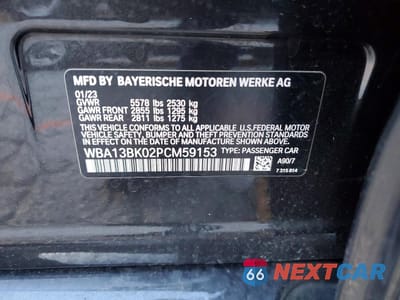 MFD BY BAYERISCHE MOTOREN WERKE AG
01/23
GVWR 5578 lbs 2530 kg
GAWR FRONT 2855 lbs 1295 kg
GAWR REAR 2811 lbs 1275 kg
THIS VEHICLE CONFORMS TO ALL
APPLICABLE U.S. FEDERAL MOTOR
VEHICLE SAFETY, BUMPER, AND THEFT
PREVENTION STANDARDS IN EFFECT ON
THE DATE OF MANUFACTURE SHOWN ABOVE.
WBA13BK02PCM59153 TYPE: PASSENGER CAR
A90/7
7 315 814
66 NEXTCAR